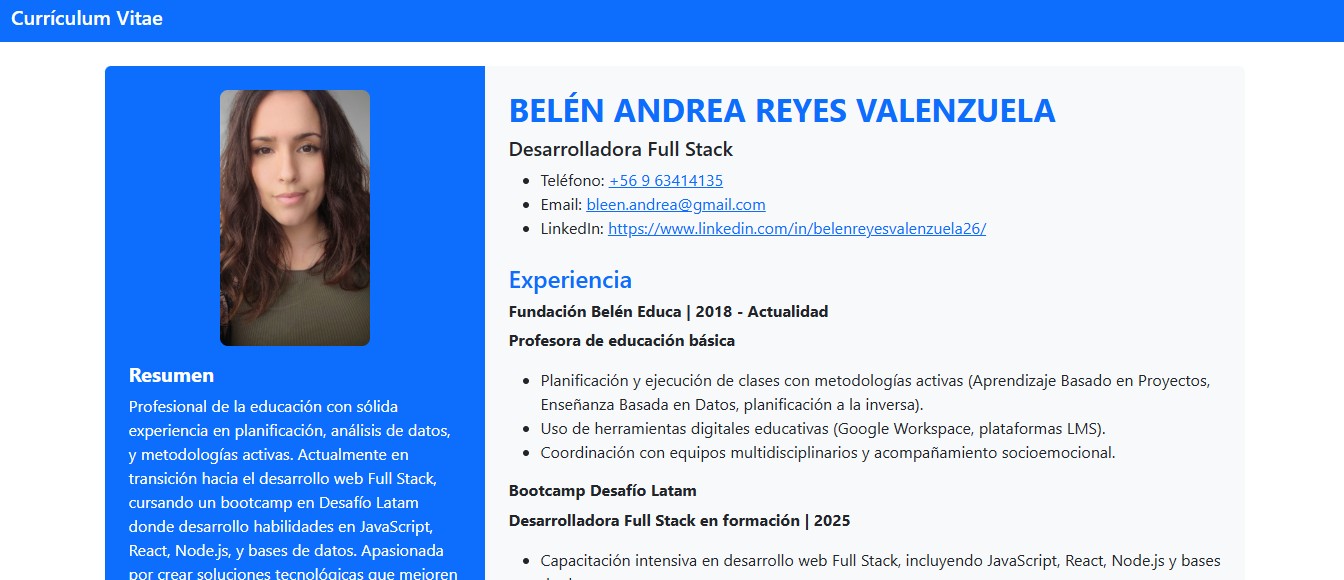 Currículum Vitae
BELÉN ANDREA REYES VALENZUELA
Desarrolladora Full Stack
Teléfono: +56 9 63414135
Email: bleen.andrea@gmail.com
LinkedIn: https://www.linkedin.com/in/belenreyesvalenzuela26/
Experiencia
Fundación Belén Educa | 2018 - Actualidad
Profesora de educación básica
Planificación y ejecución de clases con metodologías activas (Aprendizaje Basado en Proyectos,
Enseñanza Basada en Datos, planificación a la inversa).
Uso de herramientas digitales educativas (Google Workspace, plataformas LMS).
Coordinación con equipos multidisciplinarios y acompañamiento socioemocional.
Bootcamp Desafío Latam
Desarrolladora Full Stack en formación | 2025
Capacitación intensiva en desarrollo web Full Stack, incluyendo JavaScript, React, Node.js y bases
Resumen
Profesional de la educación con sólida
experiencia en planificación, análisis de datos,
y metodologías activas. Actualmente en
transición hacia el desarrollo web Full Stack,
cursando un bootcamp en Desafío Latam
donde desarrollo habilidades en JavaScript,
React, Node.js, y bases de datos. Apasionada
por crear soluciones tecnológicas que mejoren